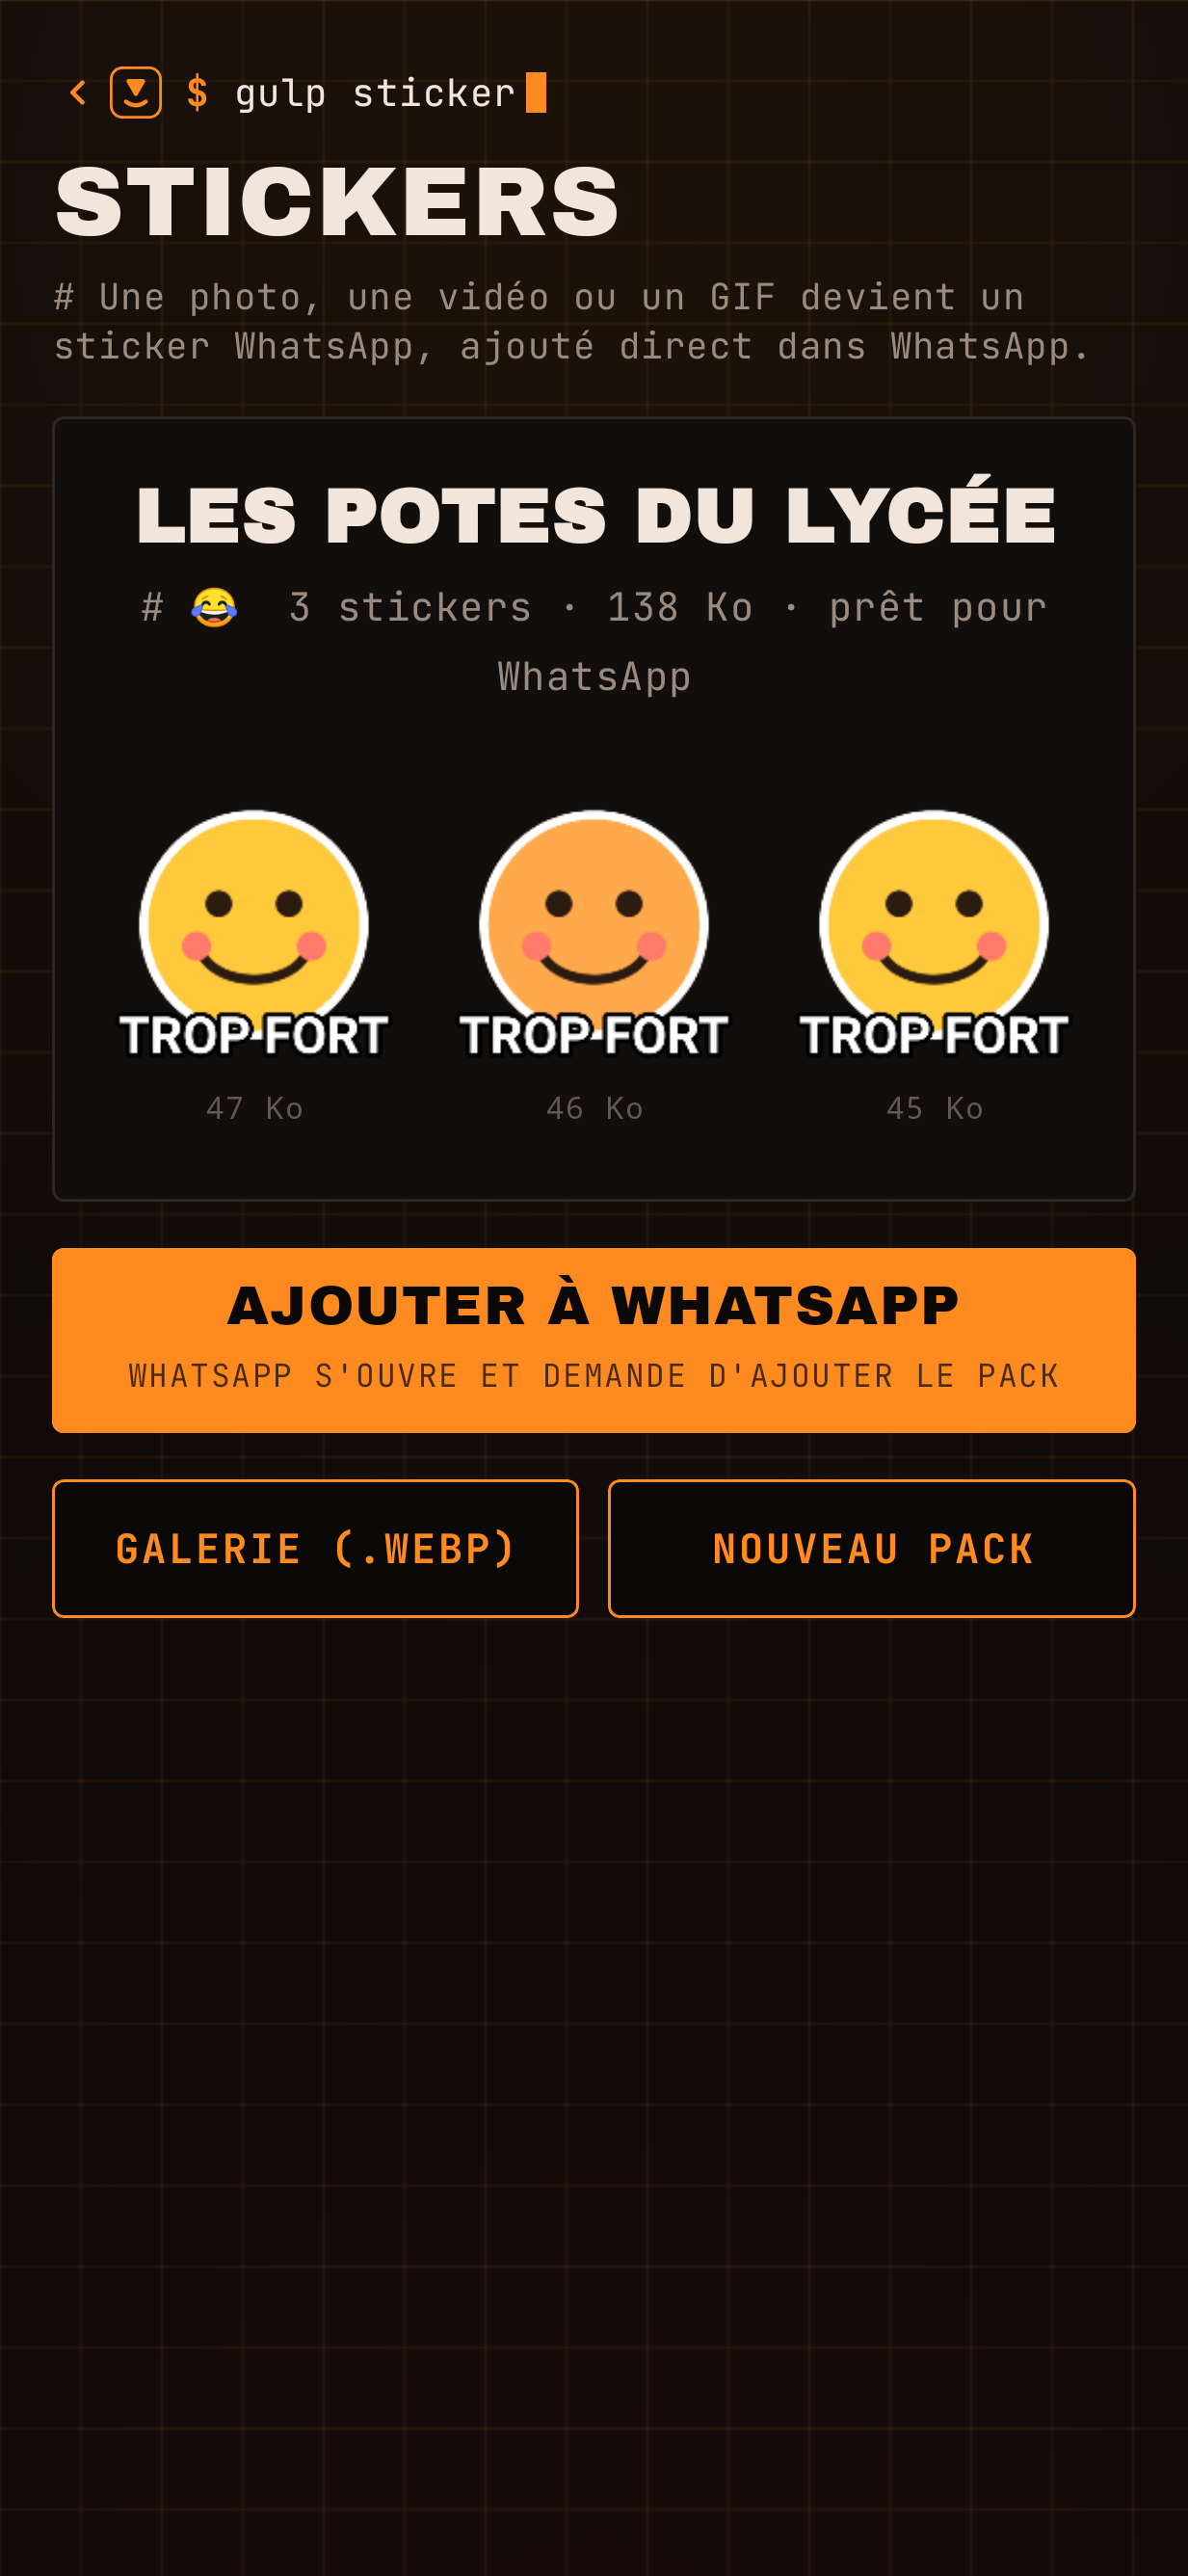 $ gulp sticker
STICKERS
# Une photo, une vidéo ou un GIF devient un
sticker WhatsApp, ajouté direct dans WhatsApp.
LES POTES DU LYCÉE
# 😂 3 stickers · 138 Ko · prêt pour
WhatsApp
TROP FORT TROP FORT TROP FORT
47 Ko 46 Ko 45 Ko
AJOUTER À WHATSAPP
WHATSAPP S'OUVRE ET DEMANDE D'AJOUTER LE PACK
GALERIE (.WEBP) NOUVEAU PACK